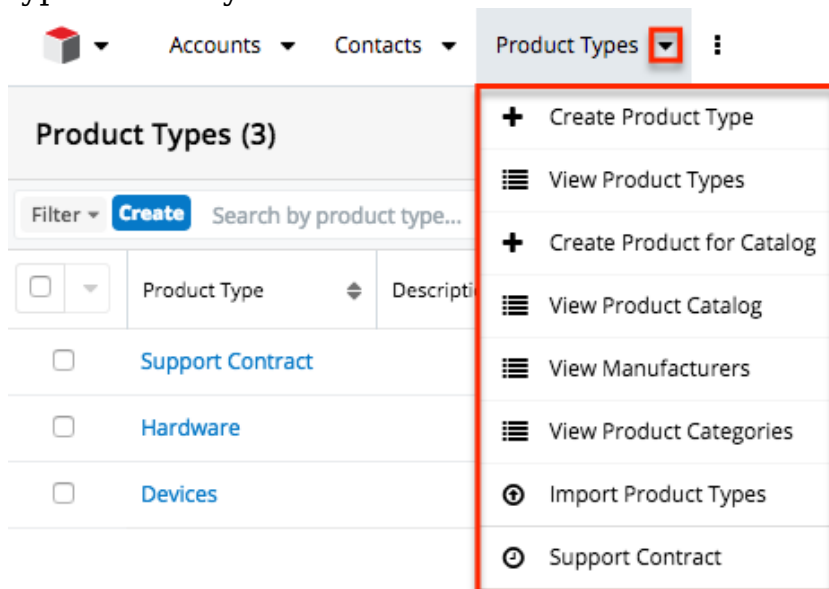 Accounts Contacts Product Types
Product Types (3)
Filter Create Search by product type...
Product Type
Support Contract
Hardware
Devices
Create Product Type
View Product Types
Create Product for Catalog
View Product Catalog
View Manufacturers
View Product Categories
Import Product Types
Support Contract